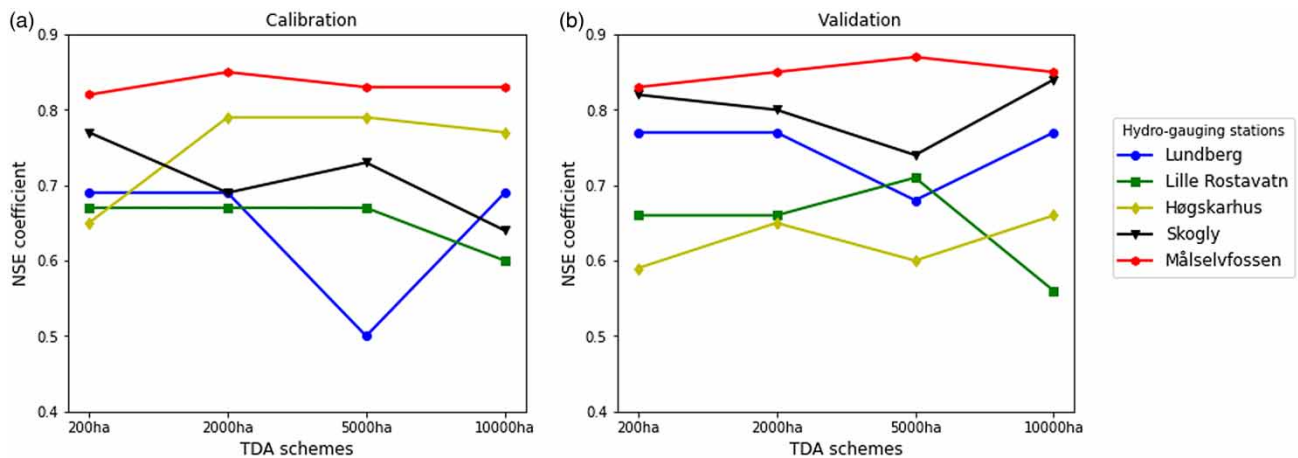 (a)
Calibration
0.9
0.8
0.7
0.6
0.5
0.4
NSE coefficient
200ha 2000ha 5000ha 10000ha
TDA schemes
(b)
Validation
0.9
0.8
0.7
0.6
0.5
0.4
NSE coefficient
200ha 2000ha 5000ha 10000ha
TDA schemes
Hydro-gauging stations
Lundberg
Lille Rostavatn
Høgskarhus
Skogly
Målselvfossen